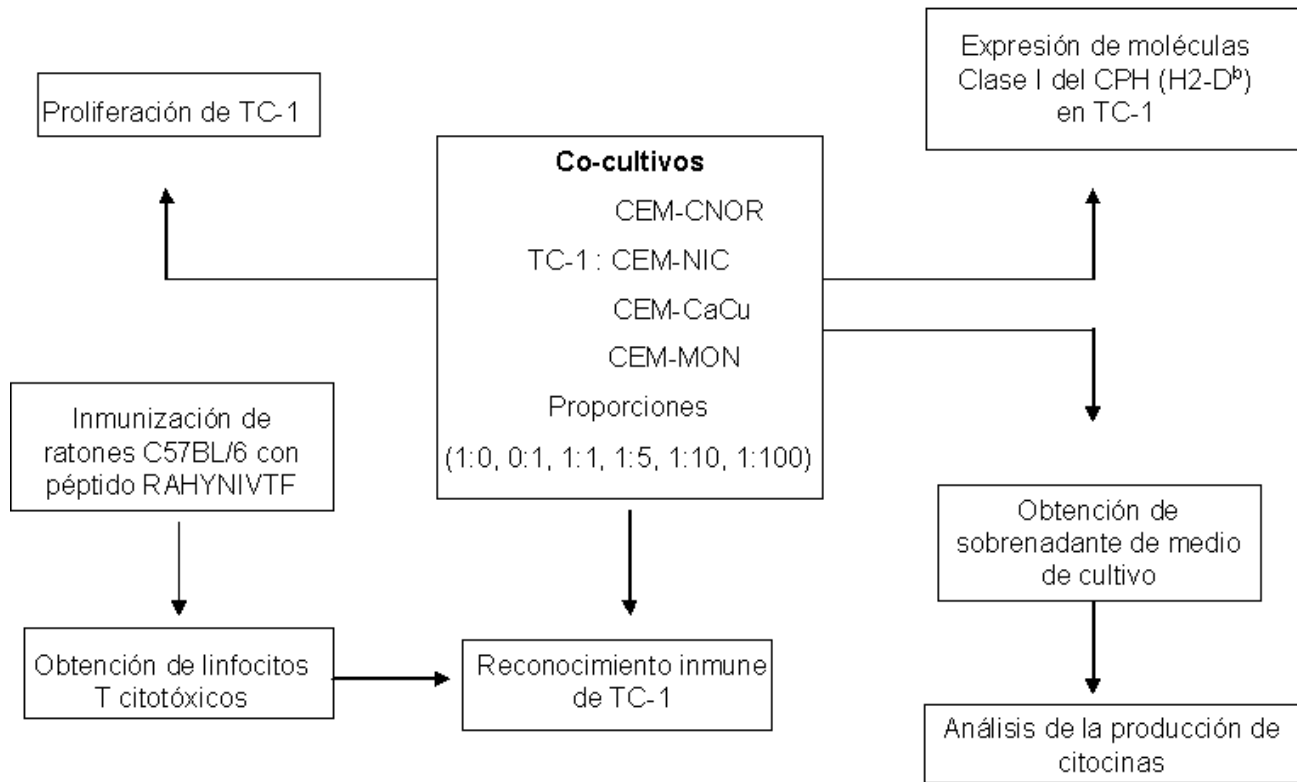 Proliferación de TC-1
Expresión de moléculas
Clase I del CPH (H2-Dᵇ)
en TC-1
Co-cultivos
CEM-CNOR
TC-1 : CEM-NIC
CEM-CaCu
CEM-MON
Proporciones
(1:0, 0:1, 1:1, 1:5, 1:10, 1:100)
Inmunización de
ratones C57BL/6 con
péptido RAHYNIVTF
Obtención de linfocitos
T citotóxicos
Reconocimiento inmune
de TC-1
Obtención de
sobrenadante de medio
de cultivo
Análisis de la producción de
citocinas